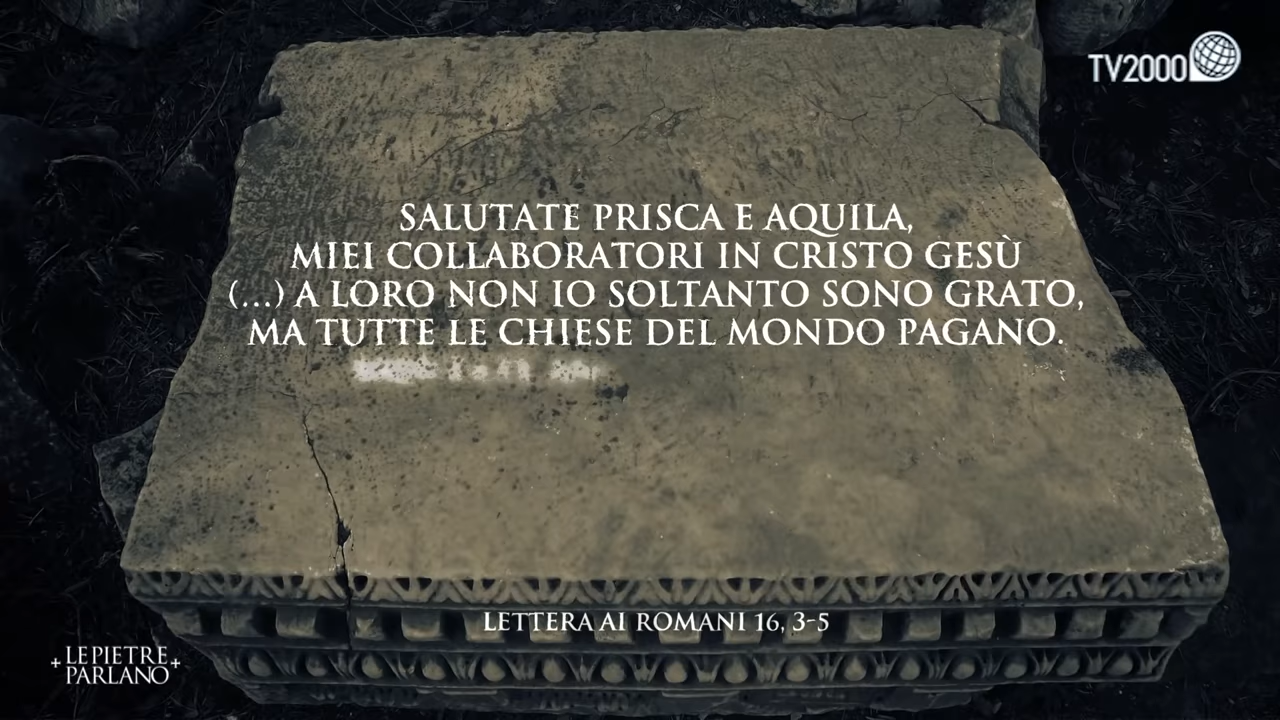 TV2000
SALUTATE PRISCA E AQUILA,
MIEI COLLABORATORI IN CRISTO GESÙ
(...) A LORO NON IO SOLTANTO SONO GRATO,
MA TUTTE LE CHIESE DEL MONDO PAGANO.
LETTERA AI ROMANI 16, 3-5
+ LE PIETRE +
PARLANO